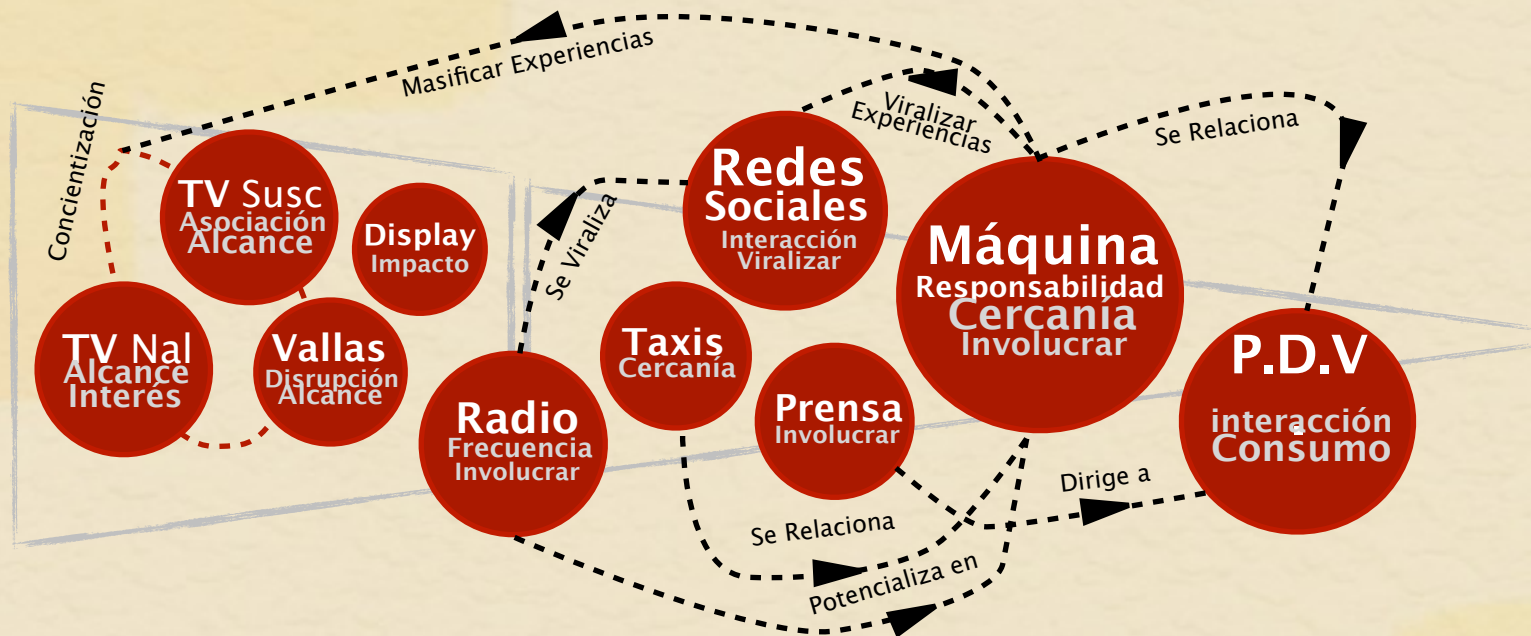 Masificar Experiencias
Concientización
Viralizar
Experiencias
Se Relaciona
TV Susc
Asociación
Alcance
Display
Impacto
Se Viraliza
Redes
Sociales
Interacción
Viralizar
Máquina
Responsabilidad
Cercanía
Involucrar
TV Nal
Alcance
Interés
Vallas
Disrupción
Alcance
Radio
Frecuencia
Involucrar
Taxis
Cercanía
Prensa
Involucrar
P.D.V
interacción
Consumo
Dirige a
Se Relaciona
Potencializa en